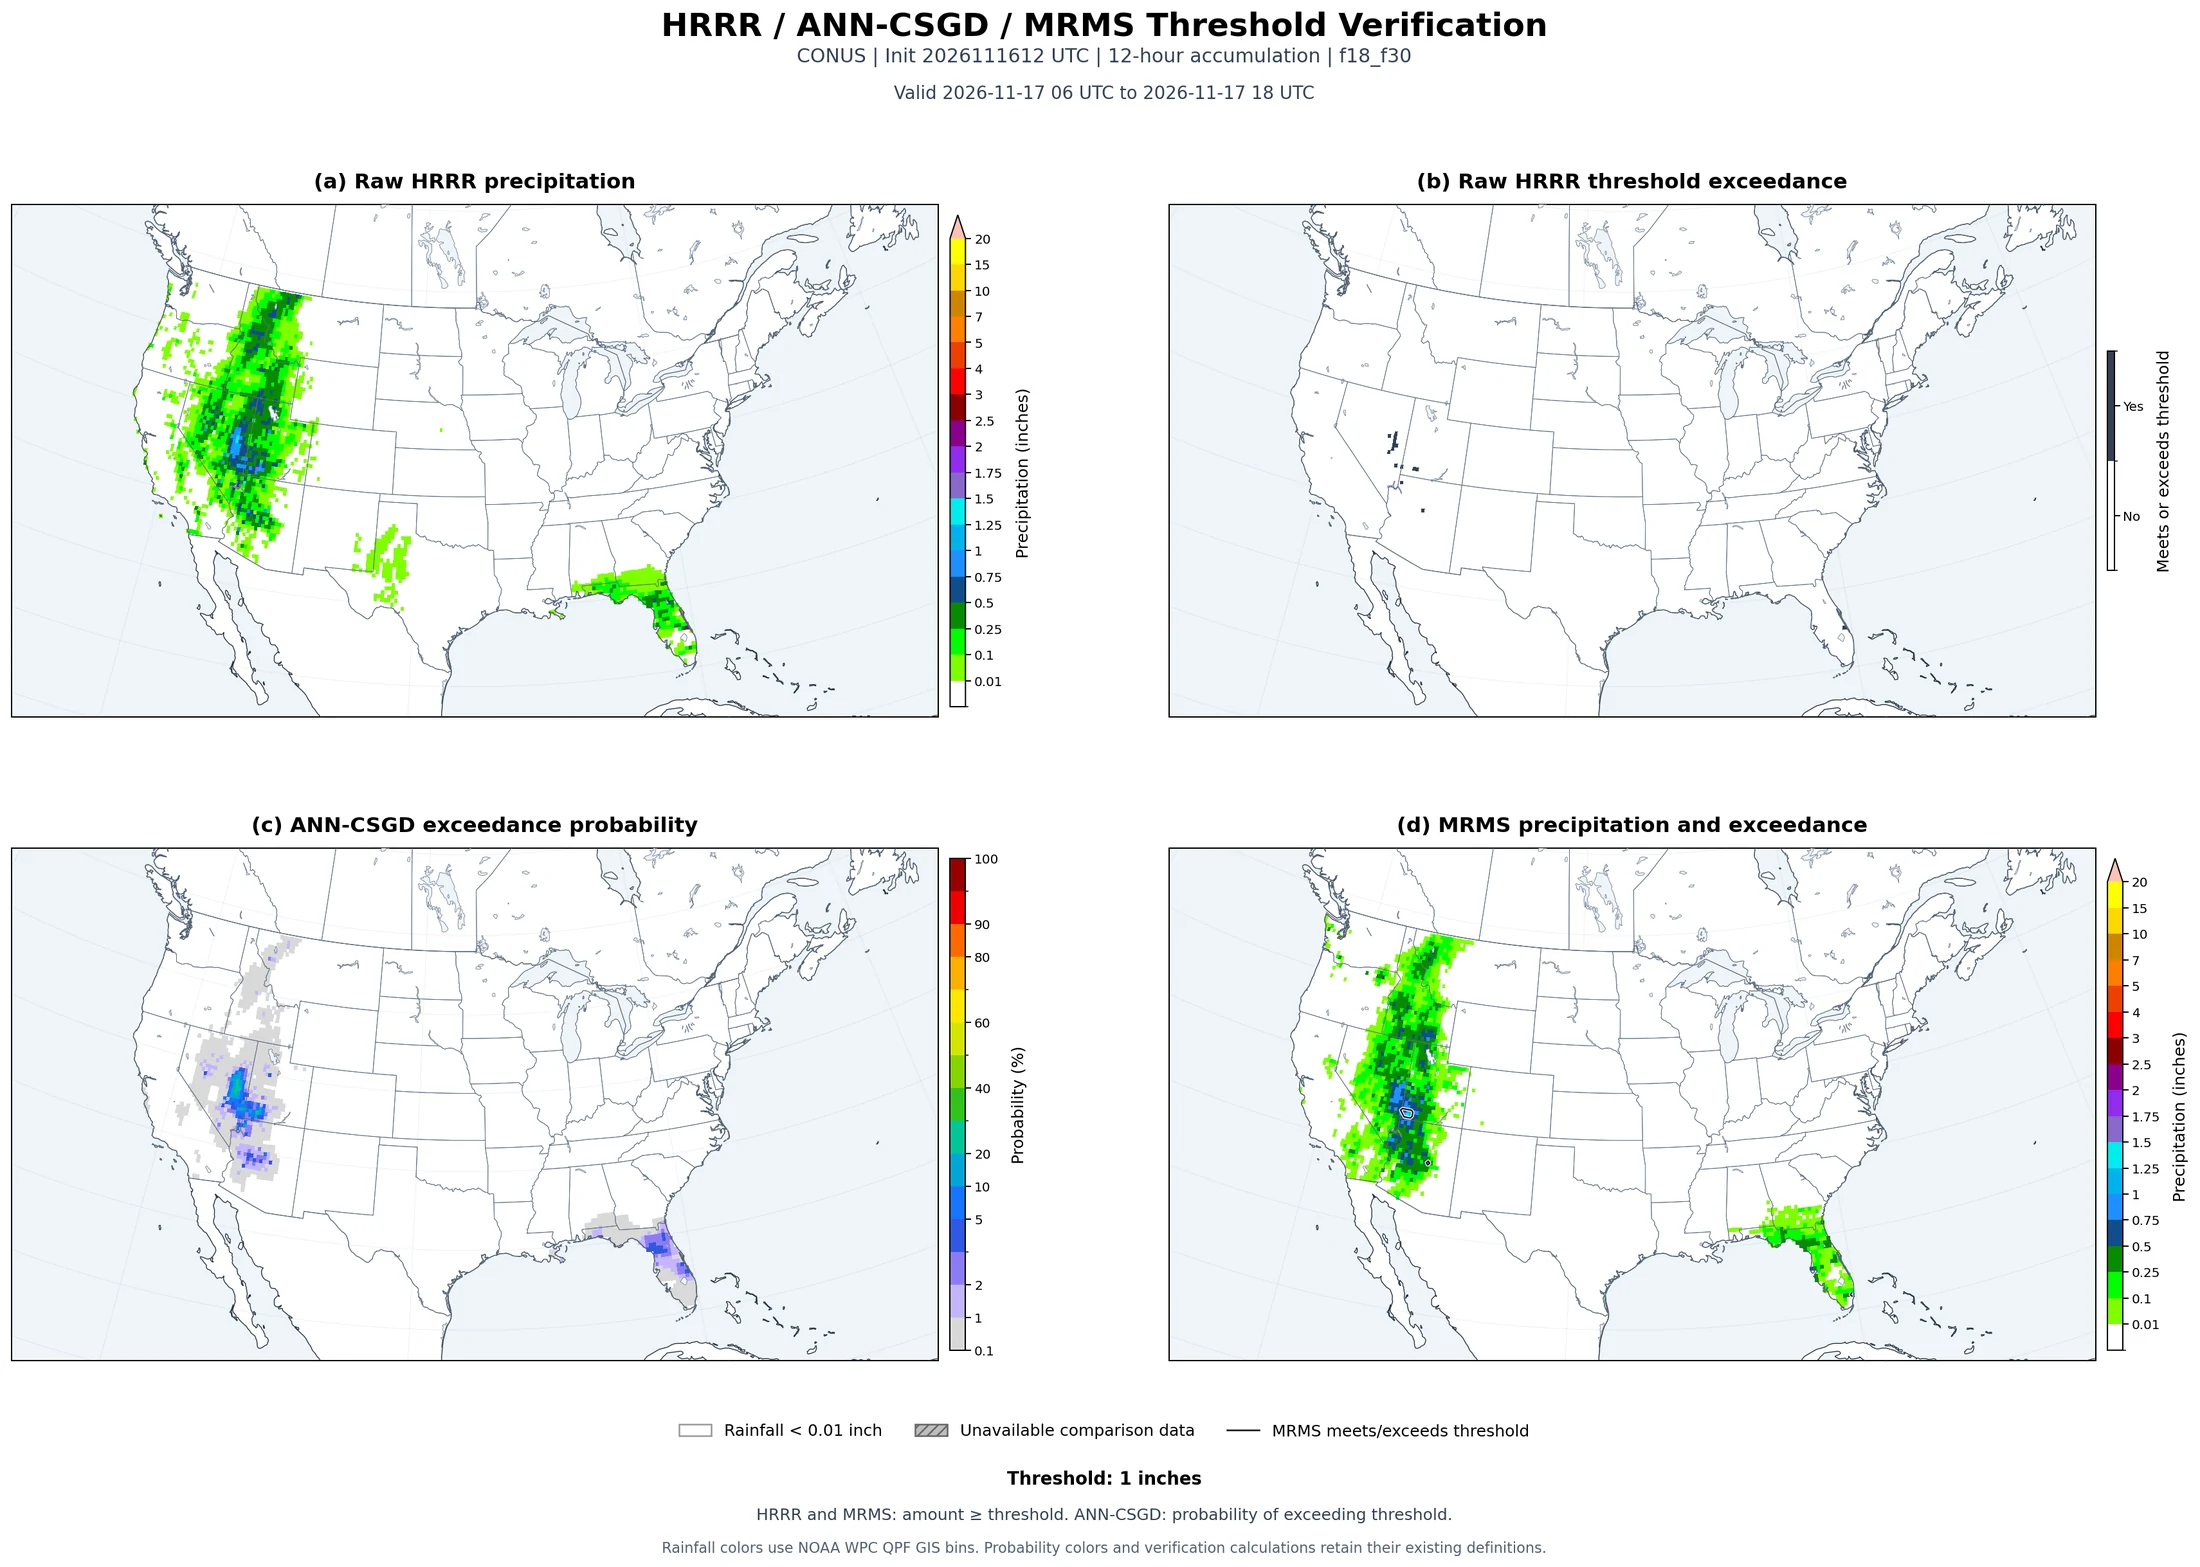 HRRR / ANN-CSGD / MRMS Threshold Verification
CONUS | Init 2026111612 UTC | 12-hour accumulation | f18_f30
Valid 2026-11-17 06 UTC to 2026-11-17 18 UTC
(a) Raw HRRR precipitation
20
15
10
7
5
4
3
2.5
2
1.75
1.5
1.25
1
0.75
0.5
0.25
0.1
0.01
Precipitation (inches)
(b) Raw HRRR threshold exceedance
Yes
No
Meets or exceeds threshold
(c) ANN-CSGD exceedance probability
100
90
80
60
40
20
10
5
2
1
0.1
Probability (%)
(d) MRMS precipitation and exceedance
20
15
10
7
5
4
3
2.5
2
1.75
1.5
1.25
1
0.75
0.5
0.25
0.1
0.01
Precipitation (inches)
Rainfall < 0.01 inch
Unavailable comparison data
MRMS meets/exceeds threshold
Threshold: 1 inches
HRRR and MRMS: amount ≥ threshold. ANN-CSGD: probability of exceeding threshold.
Rainfall colors use NOAA WPC QPF GIS bins. Probability colors and verification calculations retain their existing definitions.